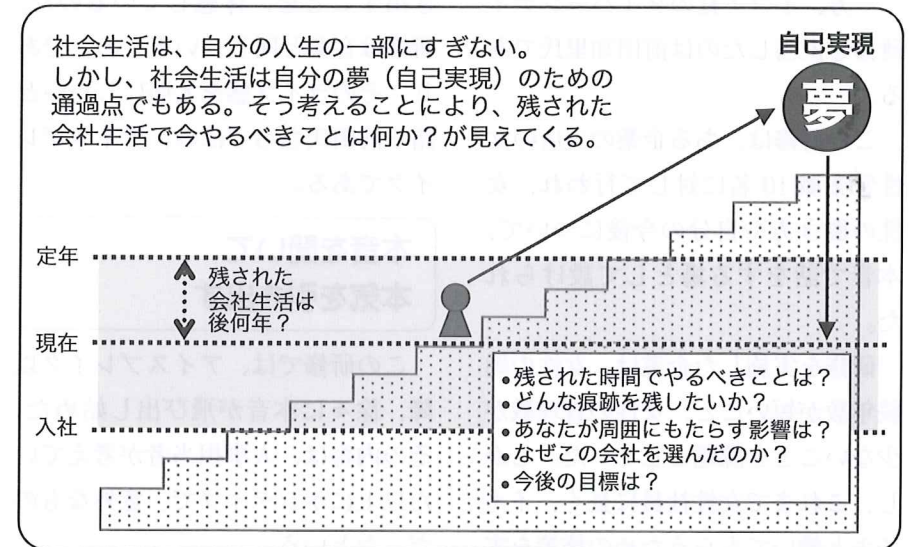 社会生活は、自分の人生の一部にすぎない。
しかし、社会生活は自分の夢（自己実現）のための
通過点でもある。そう考えることにより、残された
会社生活で今やるべきことは何か？が見えてくる。
自己実現
夢
定年
残された
会社生活は
後何年？
現在
入社
•残された時間でやるべきことは？
•どんな痕跡を残したいか？
•あなたが周囲にもたらす影響は？
•なぜこの会社を選んだのか？
•今後の目標は？